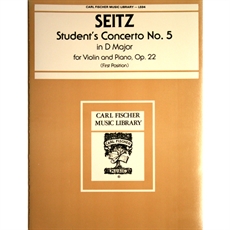 CARL FISCHER MUSIC LIBRARY
SEITZ
Student's Concerto No. 5
in D Major
for Violin and Piano, Op. 22
(First Position)
CARL FISCHER
MUSIC LIBRARY